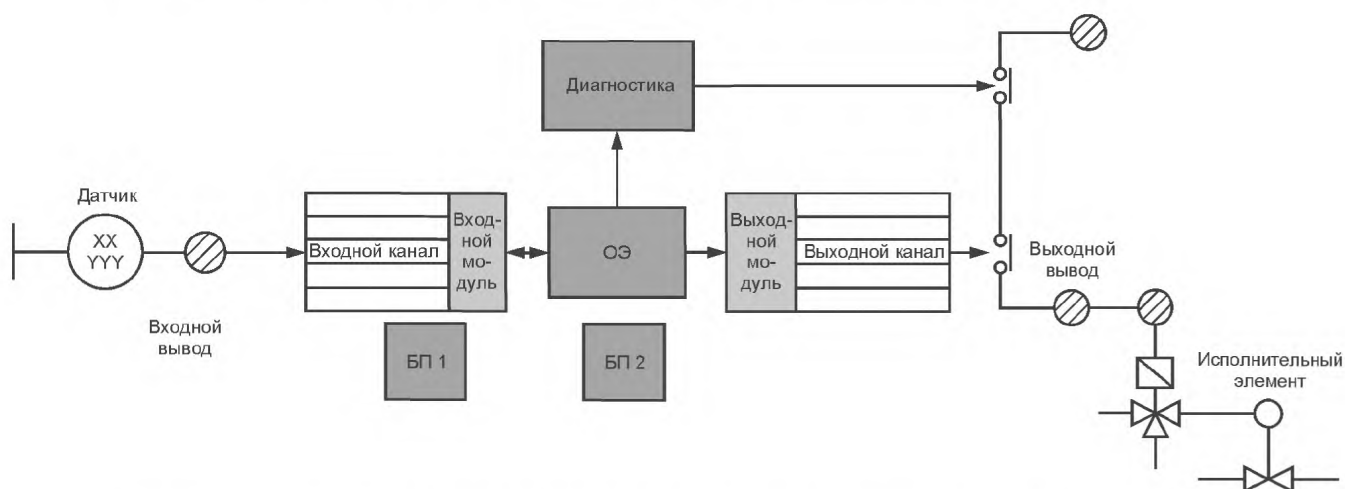 Диагностика
Датчик
XX
YYY
Входной
вывод
Входной канал
Вход-
ной
мо-
дуль
ОЭ
БП 1
БП 2
Выход-
ной
мо-
дуль
Выходной канал
Выходной
вывод
Исполнительный
элемент